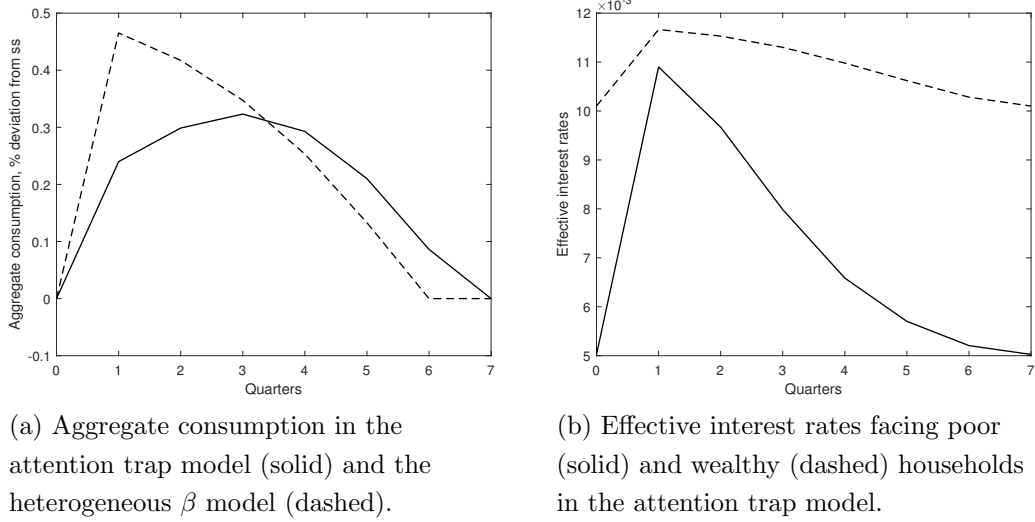 0.5
0.4
0.3
0.2
0.1
0
-0.1
0 1 2 3 4 5 6 7
Quarters
Aggregate consumption, % deviation from ss
×10⁻³
12
11
10
9
8
7
6
5
0 1 2 3 4 5 6 7
Quarters
Effective interest rates
(a) Aggregate consumption in the
attention trap model (solid) and the
heterogeneous β model (dashed).
(b) Effective interest rates facing poor
(solid) and wealthy (dashed) households
in the attention trap model.